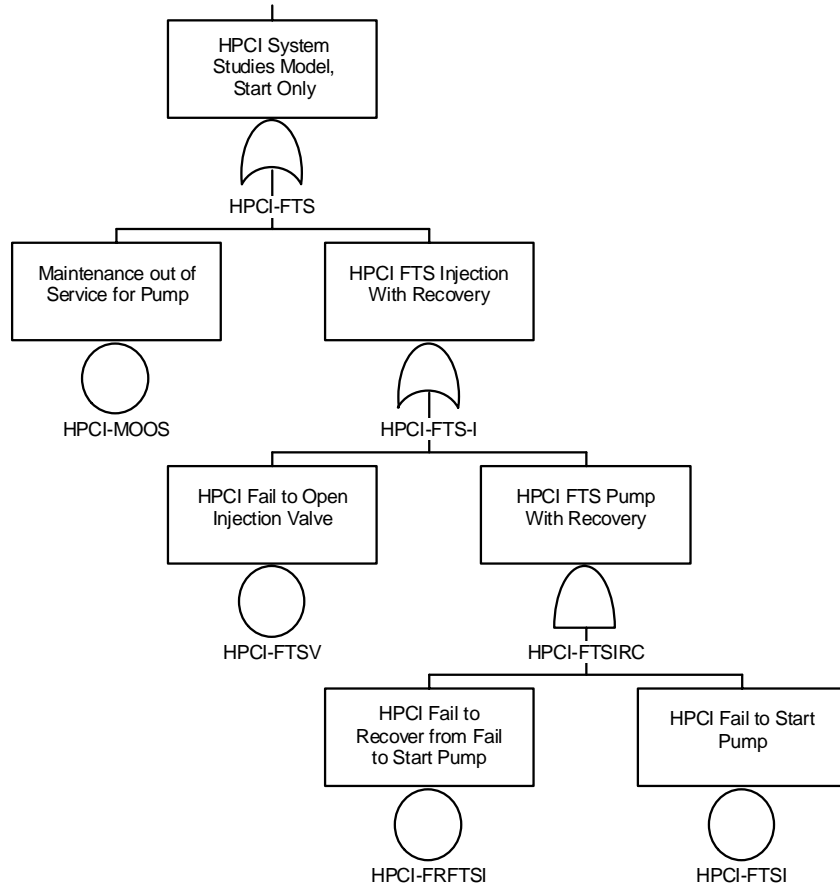 HPCI System
Studies Model,
Start Only
HPCI-FTS
Maintenance out of
Service for Pump
HPCI-MOOS
HPCI FTS Injection
With Recovery
HPCI-FTS-I
HPCI Fail to Open
Injection Valve
HPCI-FTSV
HPCI FTS Pump
With Recovery
HPCI-FTSIRC
HPCI Fail to
Recover from Fail
to Start Pump
HPCI-FRFTSI
HPCI Fail to Start
Pump
HPCI-FTSI